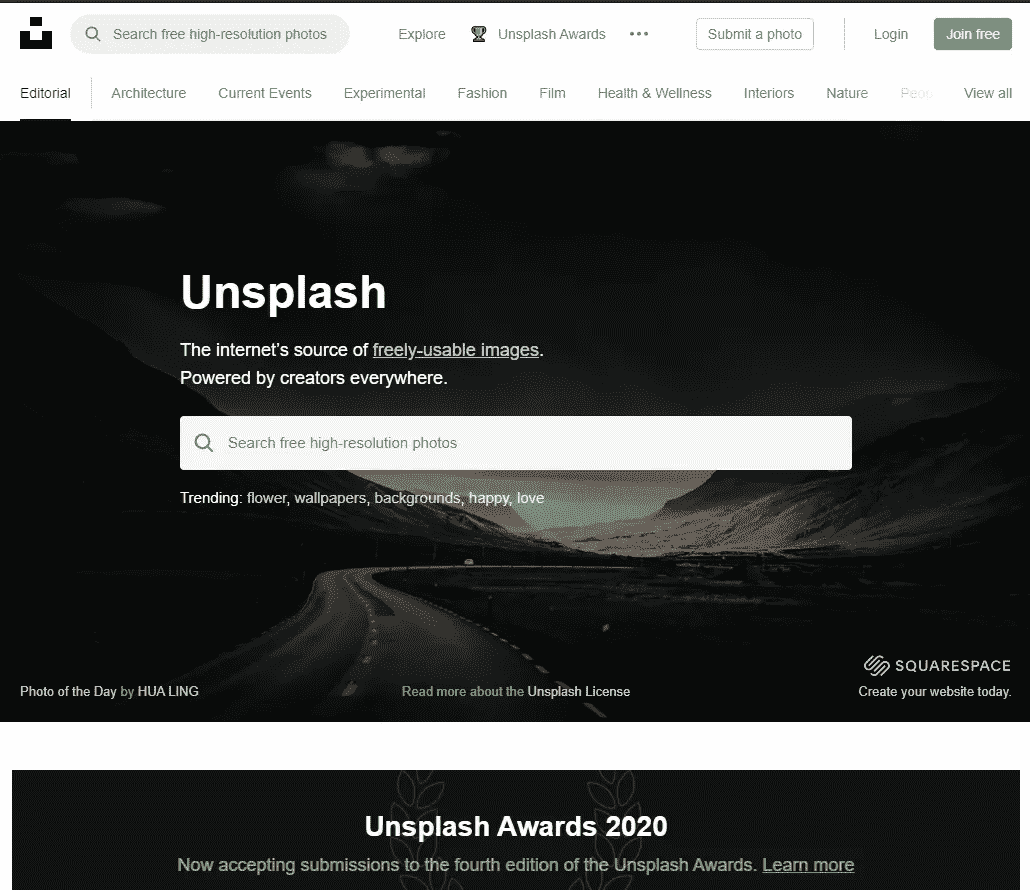 Search free high-resolution photos
Explore
Unsplash Awards
Submit a photo
Login
Join free
Editorial
Architecture
Current Events
Experimental
Fashion
Film
Health & Wellness
Interiors
Nature
View all
Unsplash
The internet's source of freely-usable images.
Powered by creators everywhere.
Search free high-resolution photos
Trending: flower, wallpapers, backgrounds, happy, love
SQUARESPACE
Photo of the Day by HUA LING
Read more about the Unsplash License
Create your website today.
Unsplash Awards 2020
Now accepting submissions to the fourth edition of the Unsplash Awards. Learn more